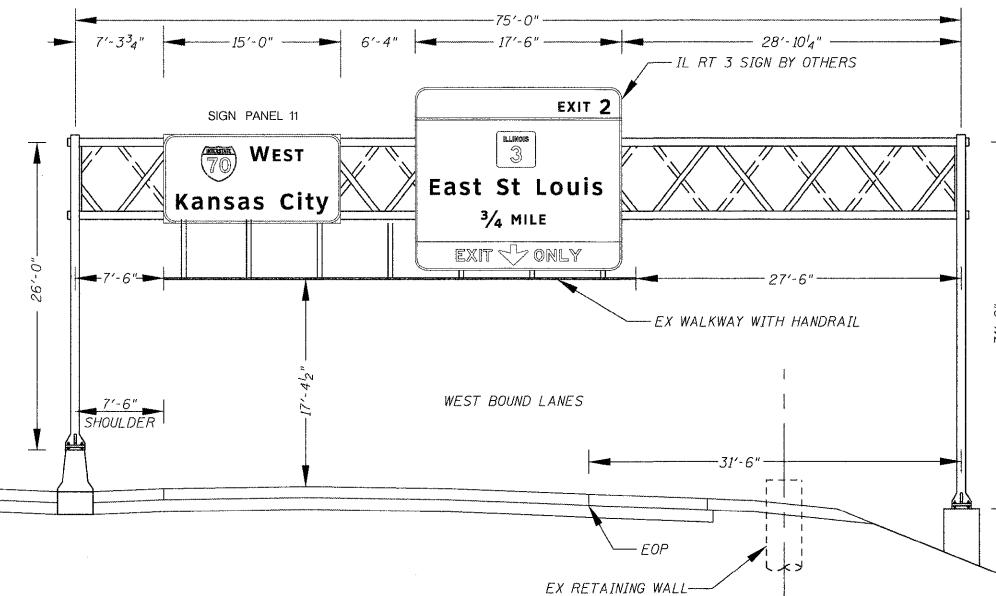 75'-0"
7'-3¾"
15'-0"
6'-4"
17'-6"
28'-10¼"
IL RT 3 SIGN BY OTHERS
SIGN PANEL 11
EXIT 2
INTERSTATE
70
WEST
Kansas City
ILLINOIS
3
East St Louis
¾ MILE
EXIT ONLY
26'-0"
7'-6"
27'-6"
EX WALKWAY WITH HANDRAIL
17'-4½"
7'-6"
SHOULDER
WEST BOUND LANES
31'-6"
EOP
EX RETAINING WALL